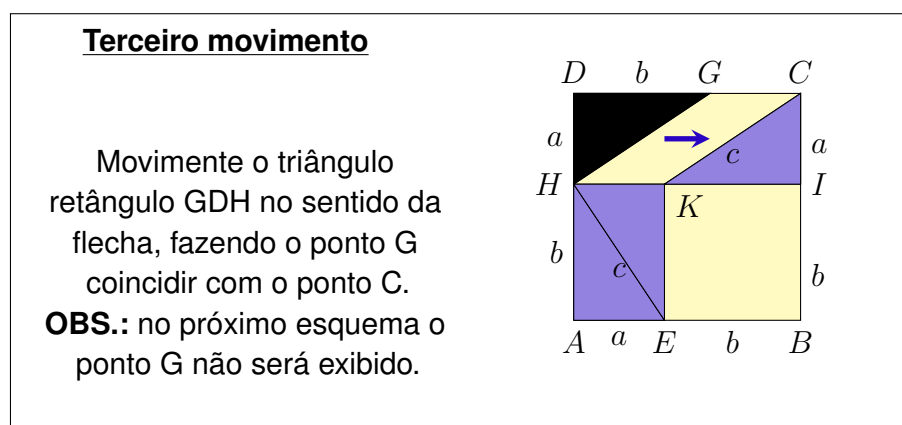 Terceiro movimento
Movimente o triângulo
retângulo GDH no sentido da
flecha, fazendo o ponto G
coincidir com o ponto C.
OBS.: no próximo esquema o
ponto G não será exibido.
D b G C
a c a
H K I
b c b
A a E b B